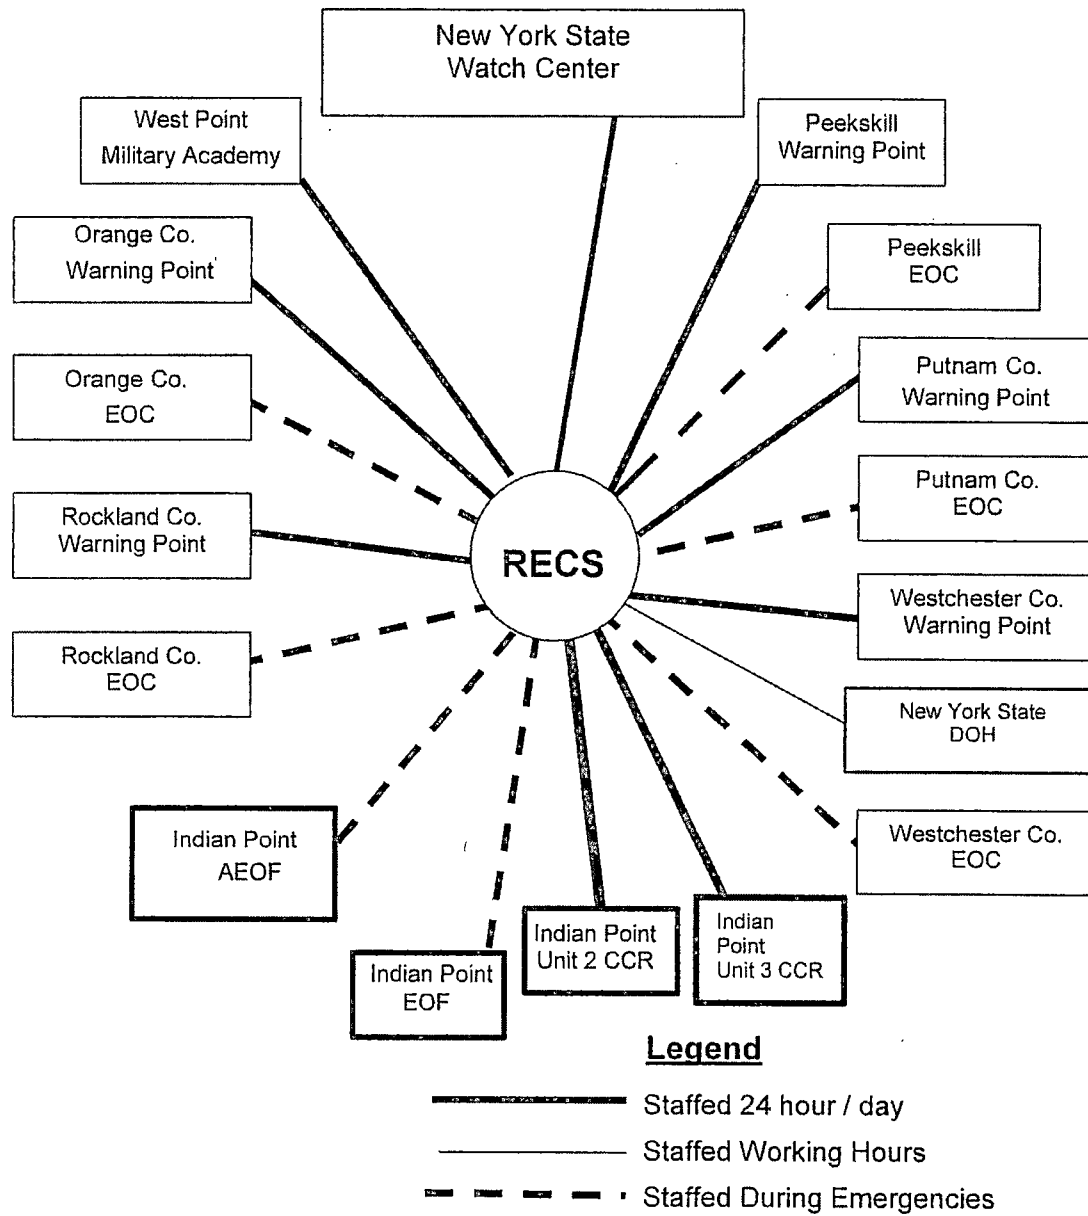 New York State
Watch Center
West Point
Military Academy
Peekskill
Warning Point
Orange Co.
Warning Point
Peekskill
EOC
Orange Co.
EOC
Putnam Co.
Warning Point
Rockland Co.
Warning Point
Putnam Co.
EOC
RECS
Westchester Co.
Warning Point
Rockland Co.
EOC
New York State
DOH
Indian Point
AEOF
Westchester Co.
EOC
Indian Point
EOF
Indian Point
Unit 2 CCR
Indian
Point
Unit 3 CCR
Legend
Staffed 24 hour / day
Staffed Working Hours
Staffed During Emergencies